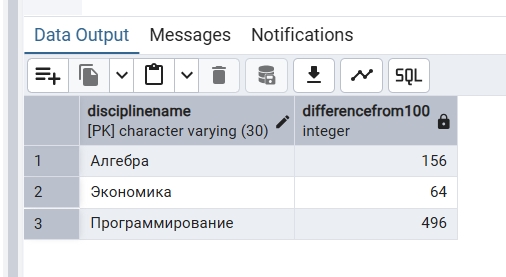 Data Output Messages Notifications
SQL
disciplinename differencefrom100
[PK] character varying (30) integer
1 Алгебра 156
2 Экономика 64
3 Программирование 496